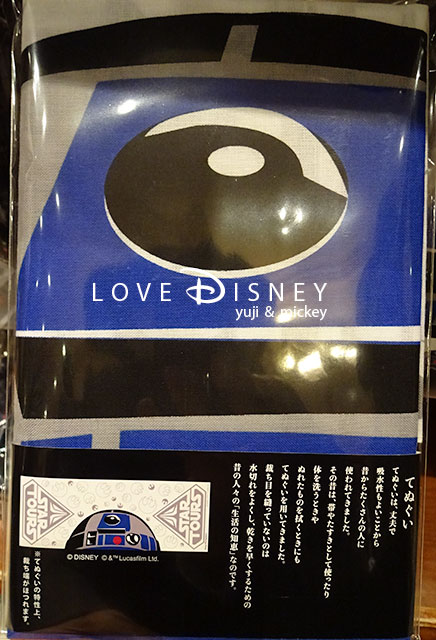 LOVE DISNEY
yuji & mickey
てぬぐい
てぬぐいは、丈夫で
吸水性もよいことから
昔からたくさんの人に
使われてきました。
その昔は、帯やたすきとして使ったり
体を洗うときや
ぬれたものを拭くときにも
てぬぐいを用いてきました。
裁ち目を縫っていないのは
水切れをよくし、乾きを早くするための
昔の人々の“生活の知恵”なのです。
STAR
TOURS
STAR
TOURS
© DISNEY © & ™ Lucasfilm Ltd.
※てぬぐいの特性上、
裁ち端がほつれます。